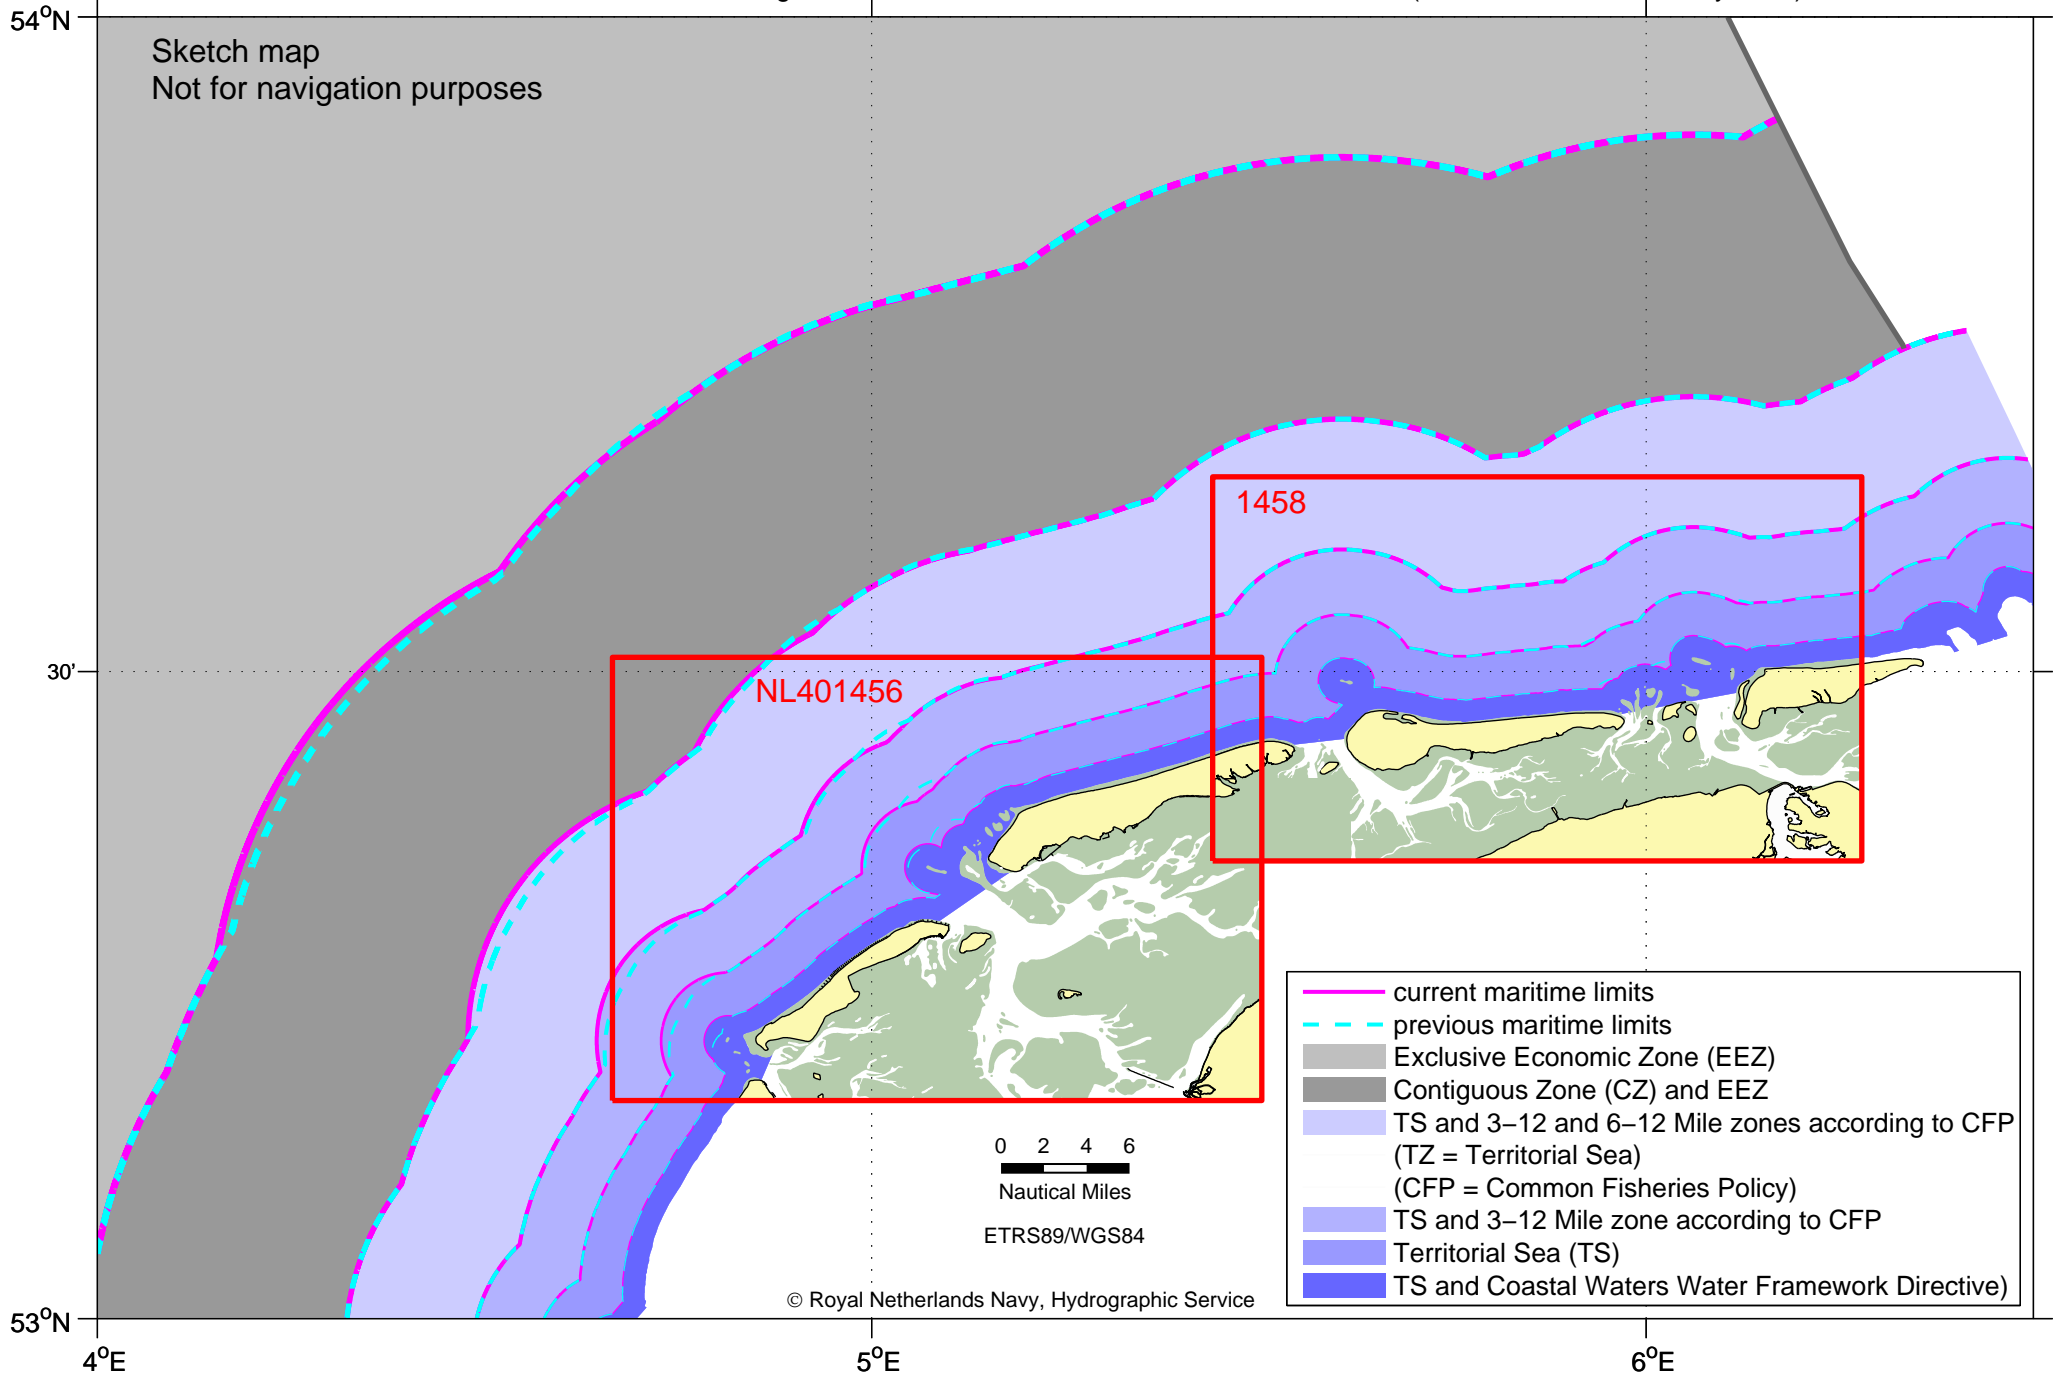 54°N
Sketch map
Not for navigation purposes
1458
30'
NL401456
current maritime limits
previous maritime limits
Exclusive Economic Zone (EEZ)
Contiguous Zone (CZ) and EEZ
TS and 3–12 and 6–12 Mile zones according to CFP
(TZ = Territorial Sea)
(CFP = Common Fisheries Policy)
TS and 3–12 Mile zone according to CFP
Territorial Sea (TS)
TS and Coastal Waters Water Framework Directive)
0 2 4 6
Nautical Miles
ETRS89/WGS84
© Royal Netherlands Navy, Hydrographic Service
53°N
4°E 5°E 6°E